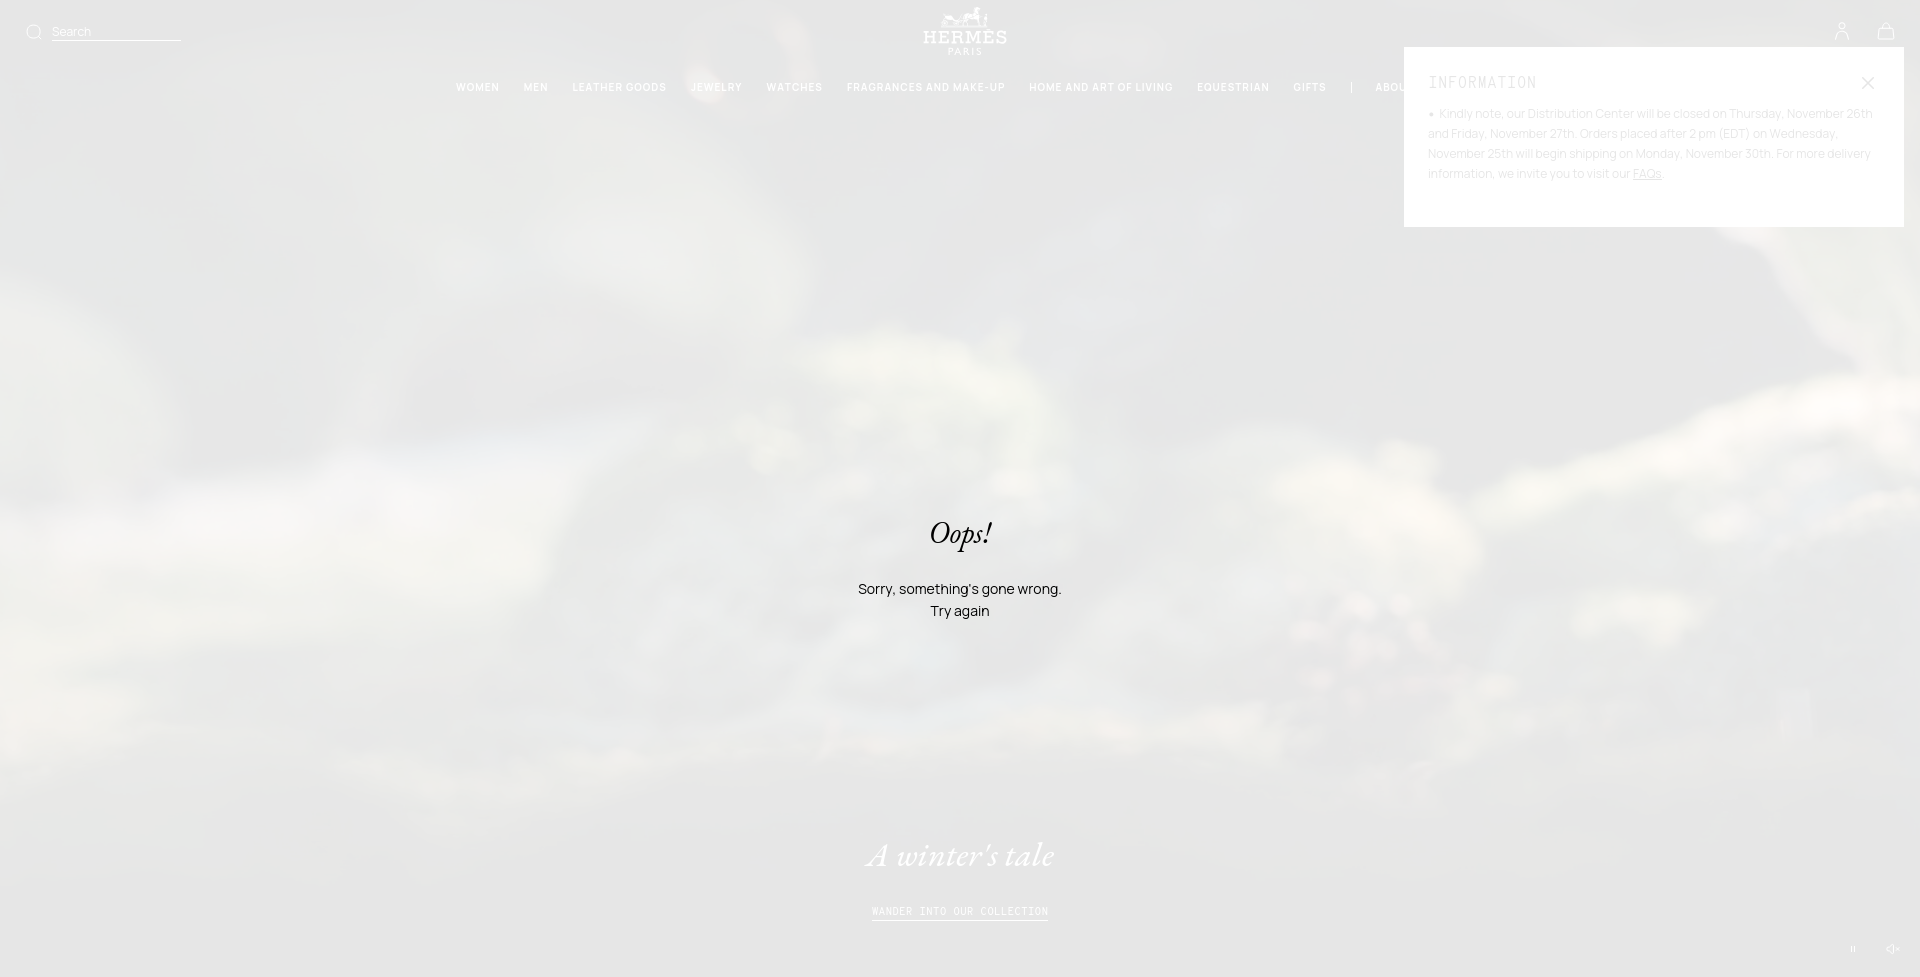 Search
HERMÈS
PARIS
WOMEN MEN LEATHER GOODS JEWELRY WATCHES FRAGRANCES AND MAKE-UP HOME AND ART OF LIVING EQUESTRIAN GIFTS | ABOU
INFORMATION
• Kindly note, our Distribution Center will be closed on Thursday, November 26th
and Friday, November 27th. Orders placed after 2 pm (EDT) on Wednesday,
November 25th will begin shipping on Monday, November 30th. For more delivery
information, we invite you to visit our FAQs.
Oops!
Sorry, something's gone wrong.
Try again
A winter's tale
WANDER INTO OUR COLLECTION